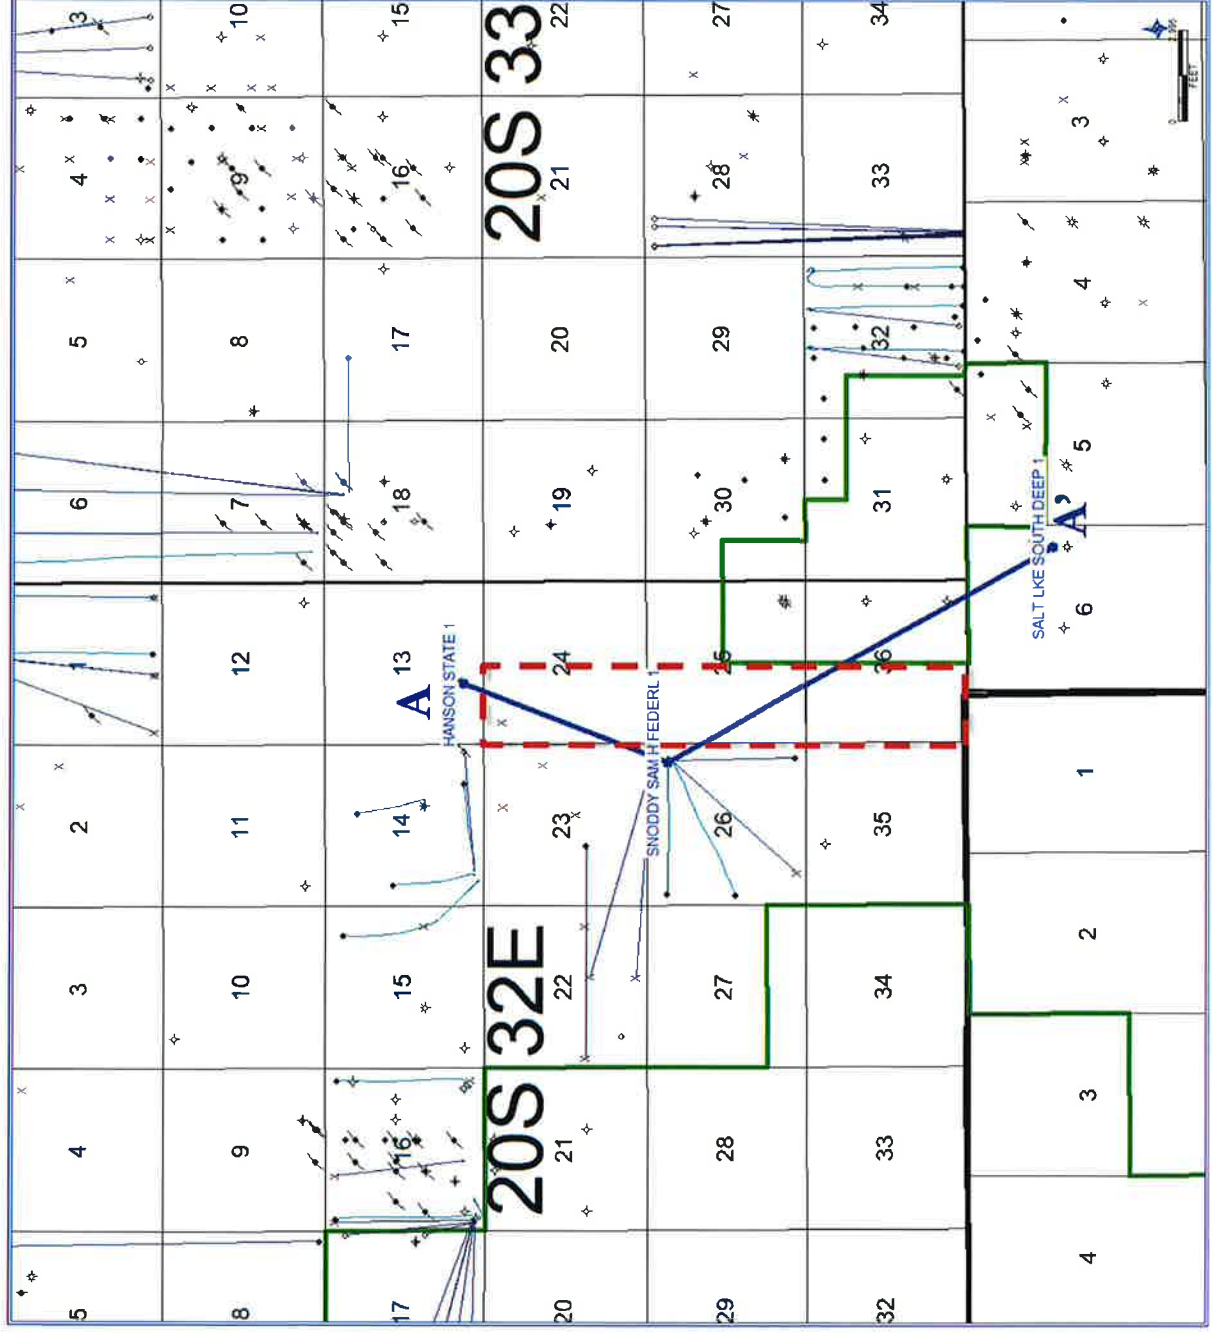 5 4 3 2 1 6 5 4 3
8 9 10 11 12 7 8 9 10
17 16 15 14 13 18 17 16 15
A
HANSON STATE 1
20S 32E 20S 33
20 21 22 23 24 19 20 21 22
SNODDY SAM H FEDERL 1
29 28 27 26 25 30 29 28 27
32 33 34 35 36 31 32 33 34
SALT LKE SOUTH DEEP 1
A'
4 3 2 1 6 5 4 3
0
FEET